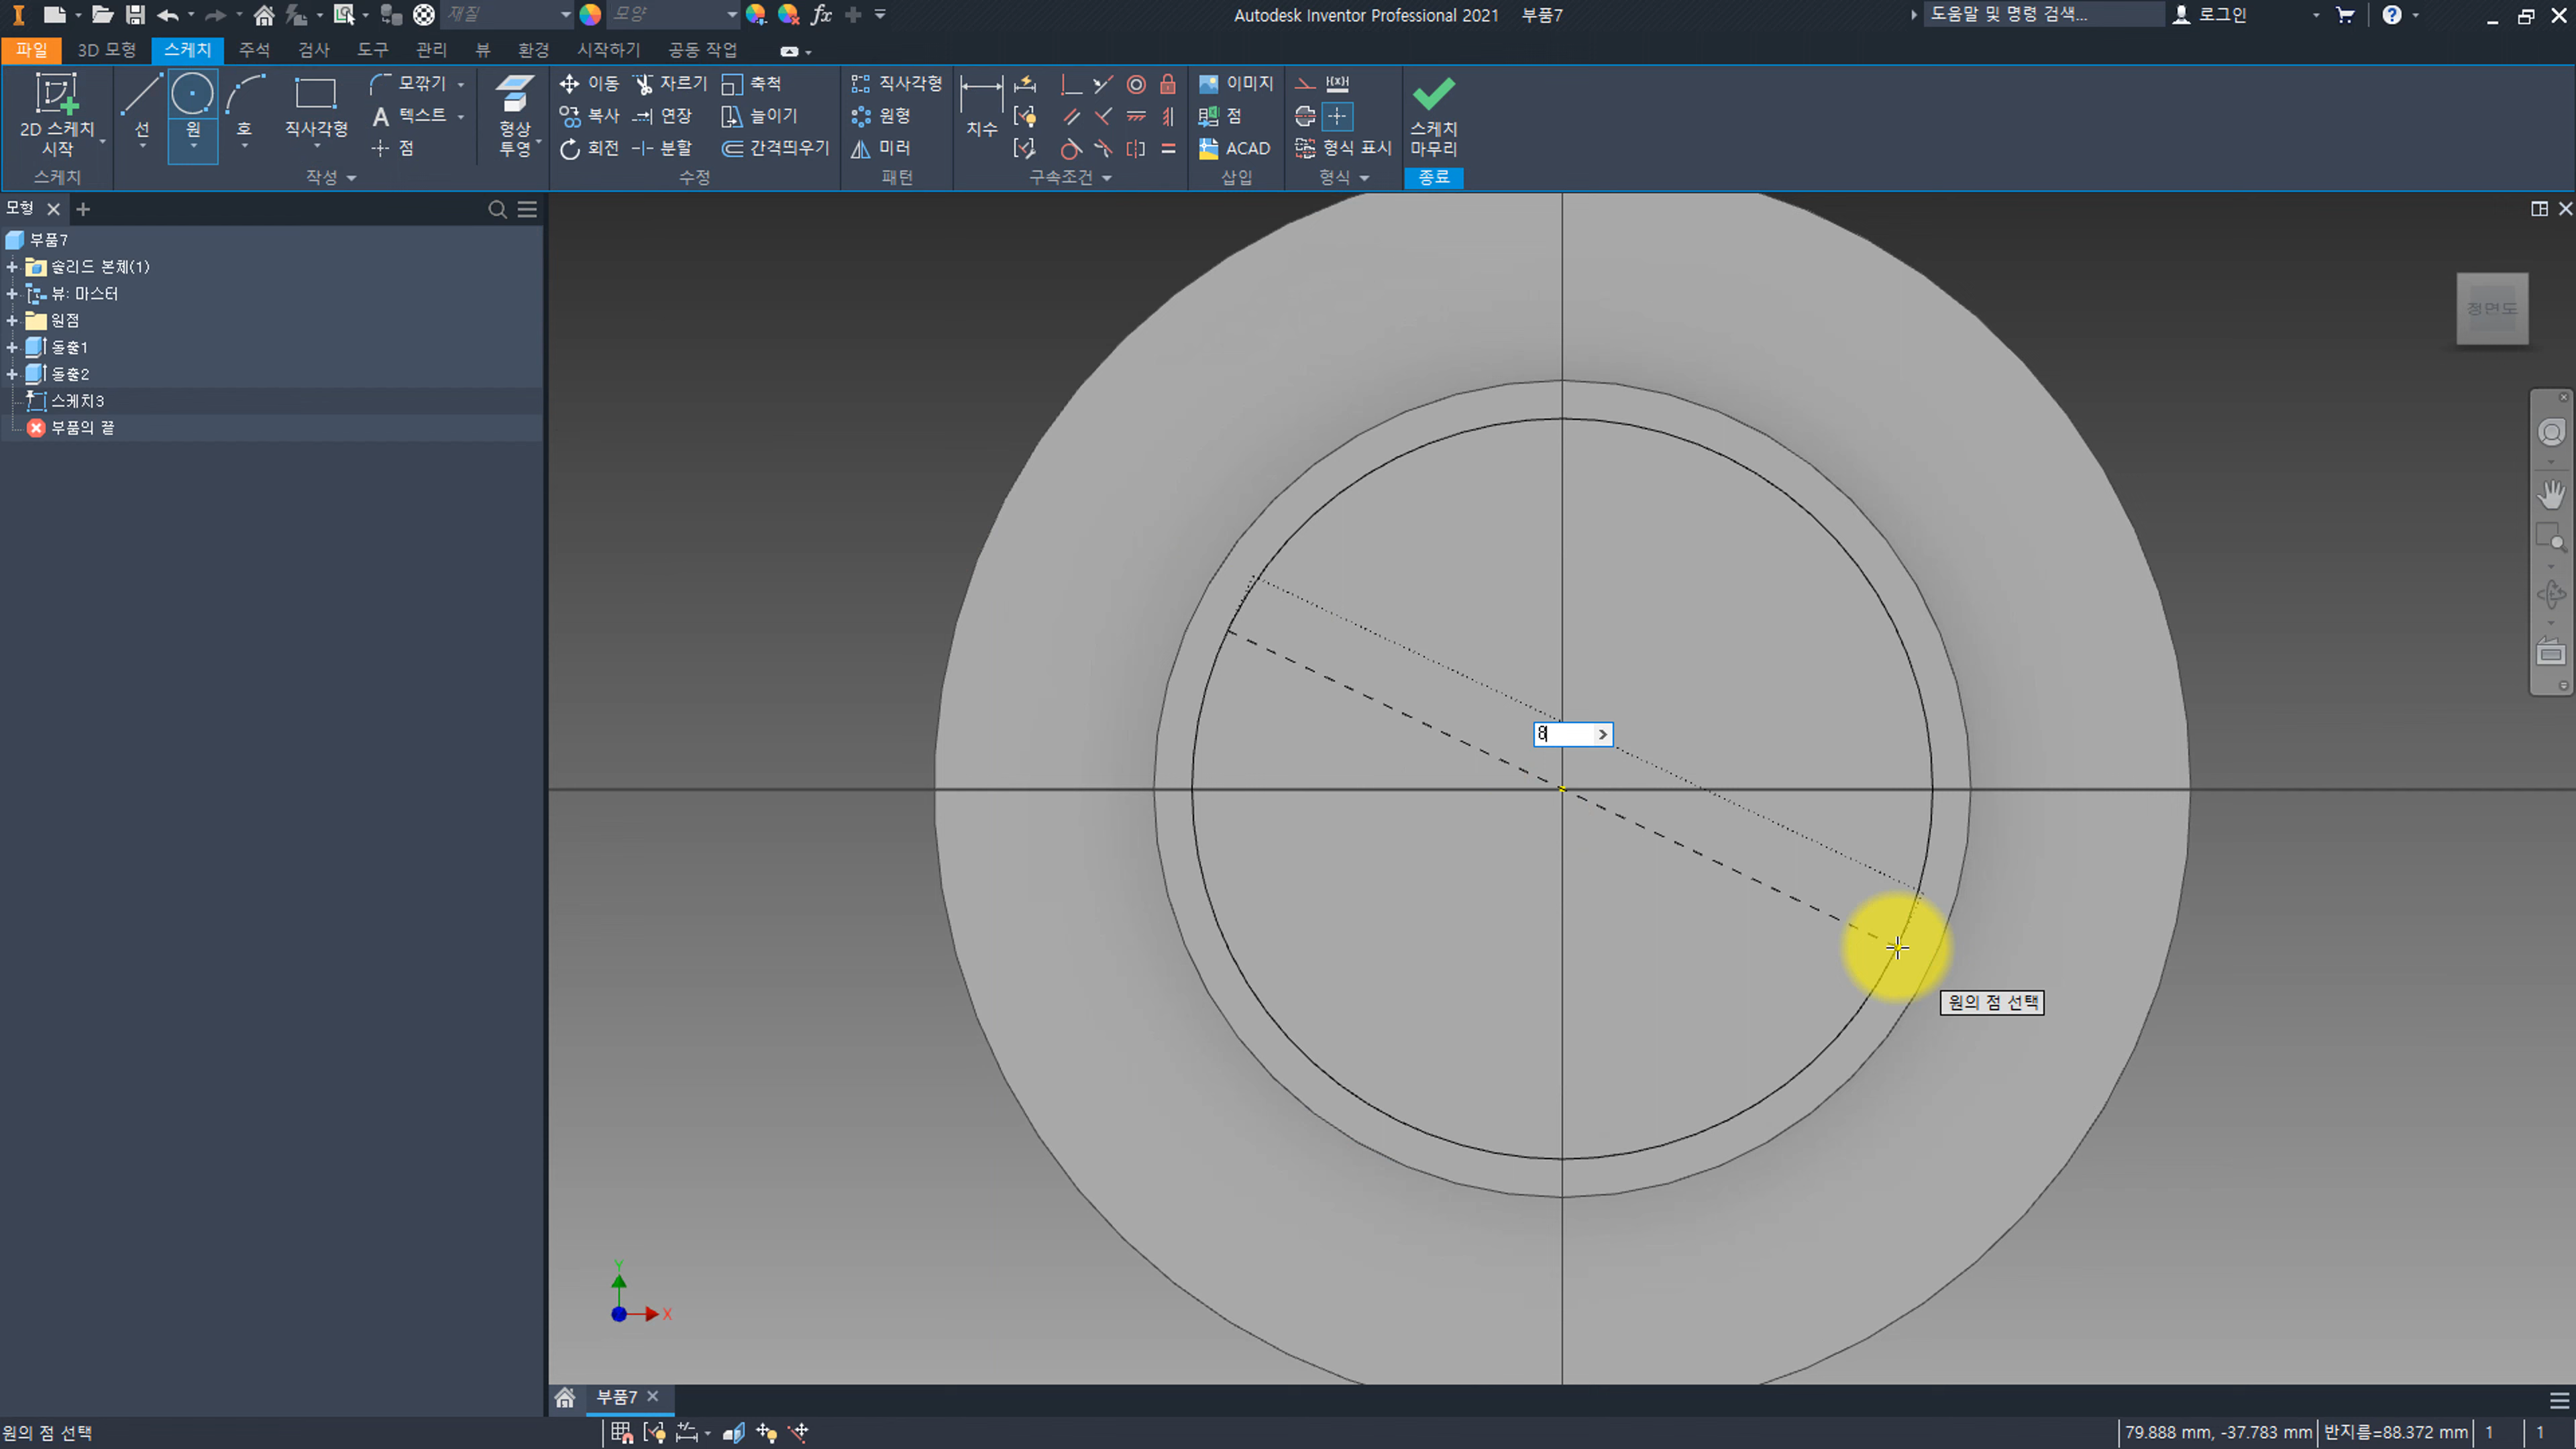 재질
모양
fx
Autodesk Inventor Professional 2021 부품7
도움말 및 명령 검색...
로그인
파일 3D 모형 스케치 주석 검사 도구 관리 뷰 환경 시작하기 공동 작업
2D 스케치
시작
선
원
호
직사각형
모깎기
텍스트
점
형상
투영
이동 자르기 축척
복사 연장 늘이기
회전 분할 간격띄우기
직사각형
원형
미러
치수
이미지
점
ACAD
형식 표시
스케치
마무리
스케치 작성 수정 패턴 구속조건 삽입 형식 종료
모형
부품7
솔리드 본체(1)
뷰: 마스터
원점
돌출1
돌출2
스케치3
부품의 끝
정면도
8
원의 점 선택
Y
X
부품7
원의 점 선택
79.888 mm, -37.783 mm 반지름=88.372 mm 1 1